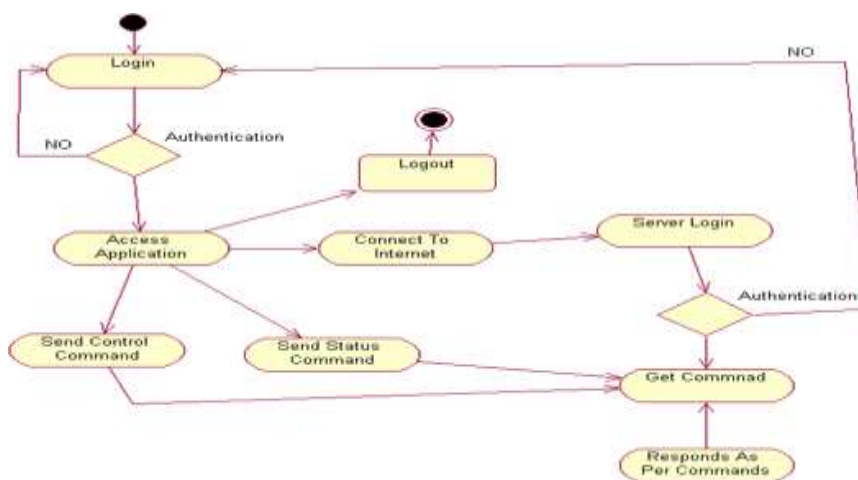 Login
NO
NO
Authentication
Logout
Access
Application
Connect To
Internet
Server Login
Authentication
Send Control
Command
Send Status
Command
Get Commnad
Responds As
Per Commands